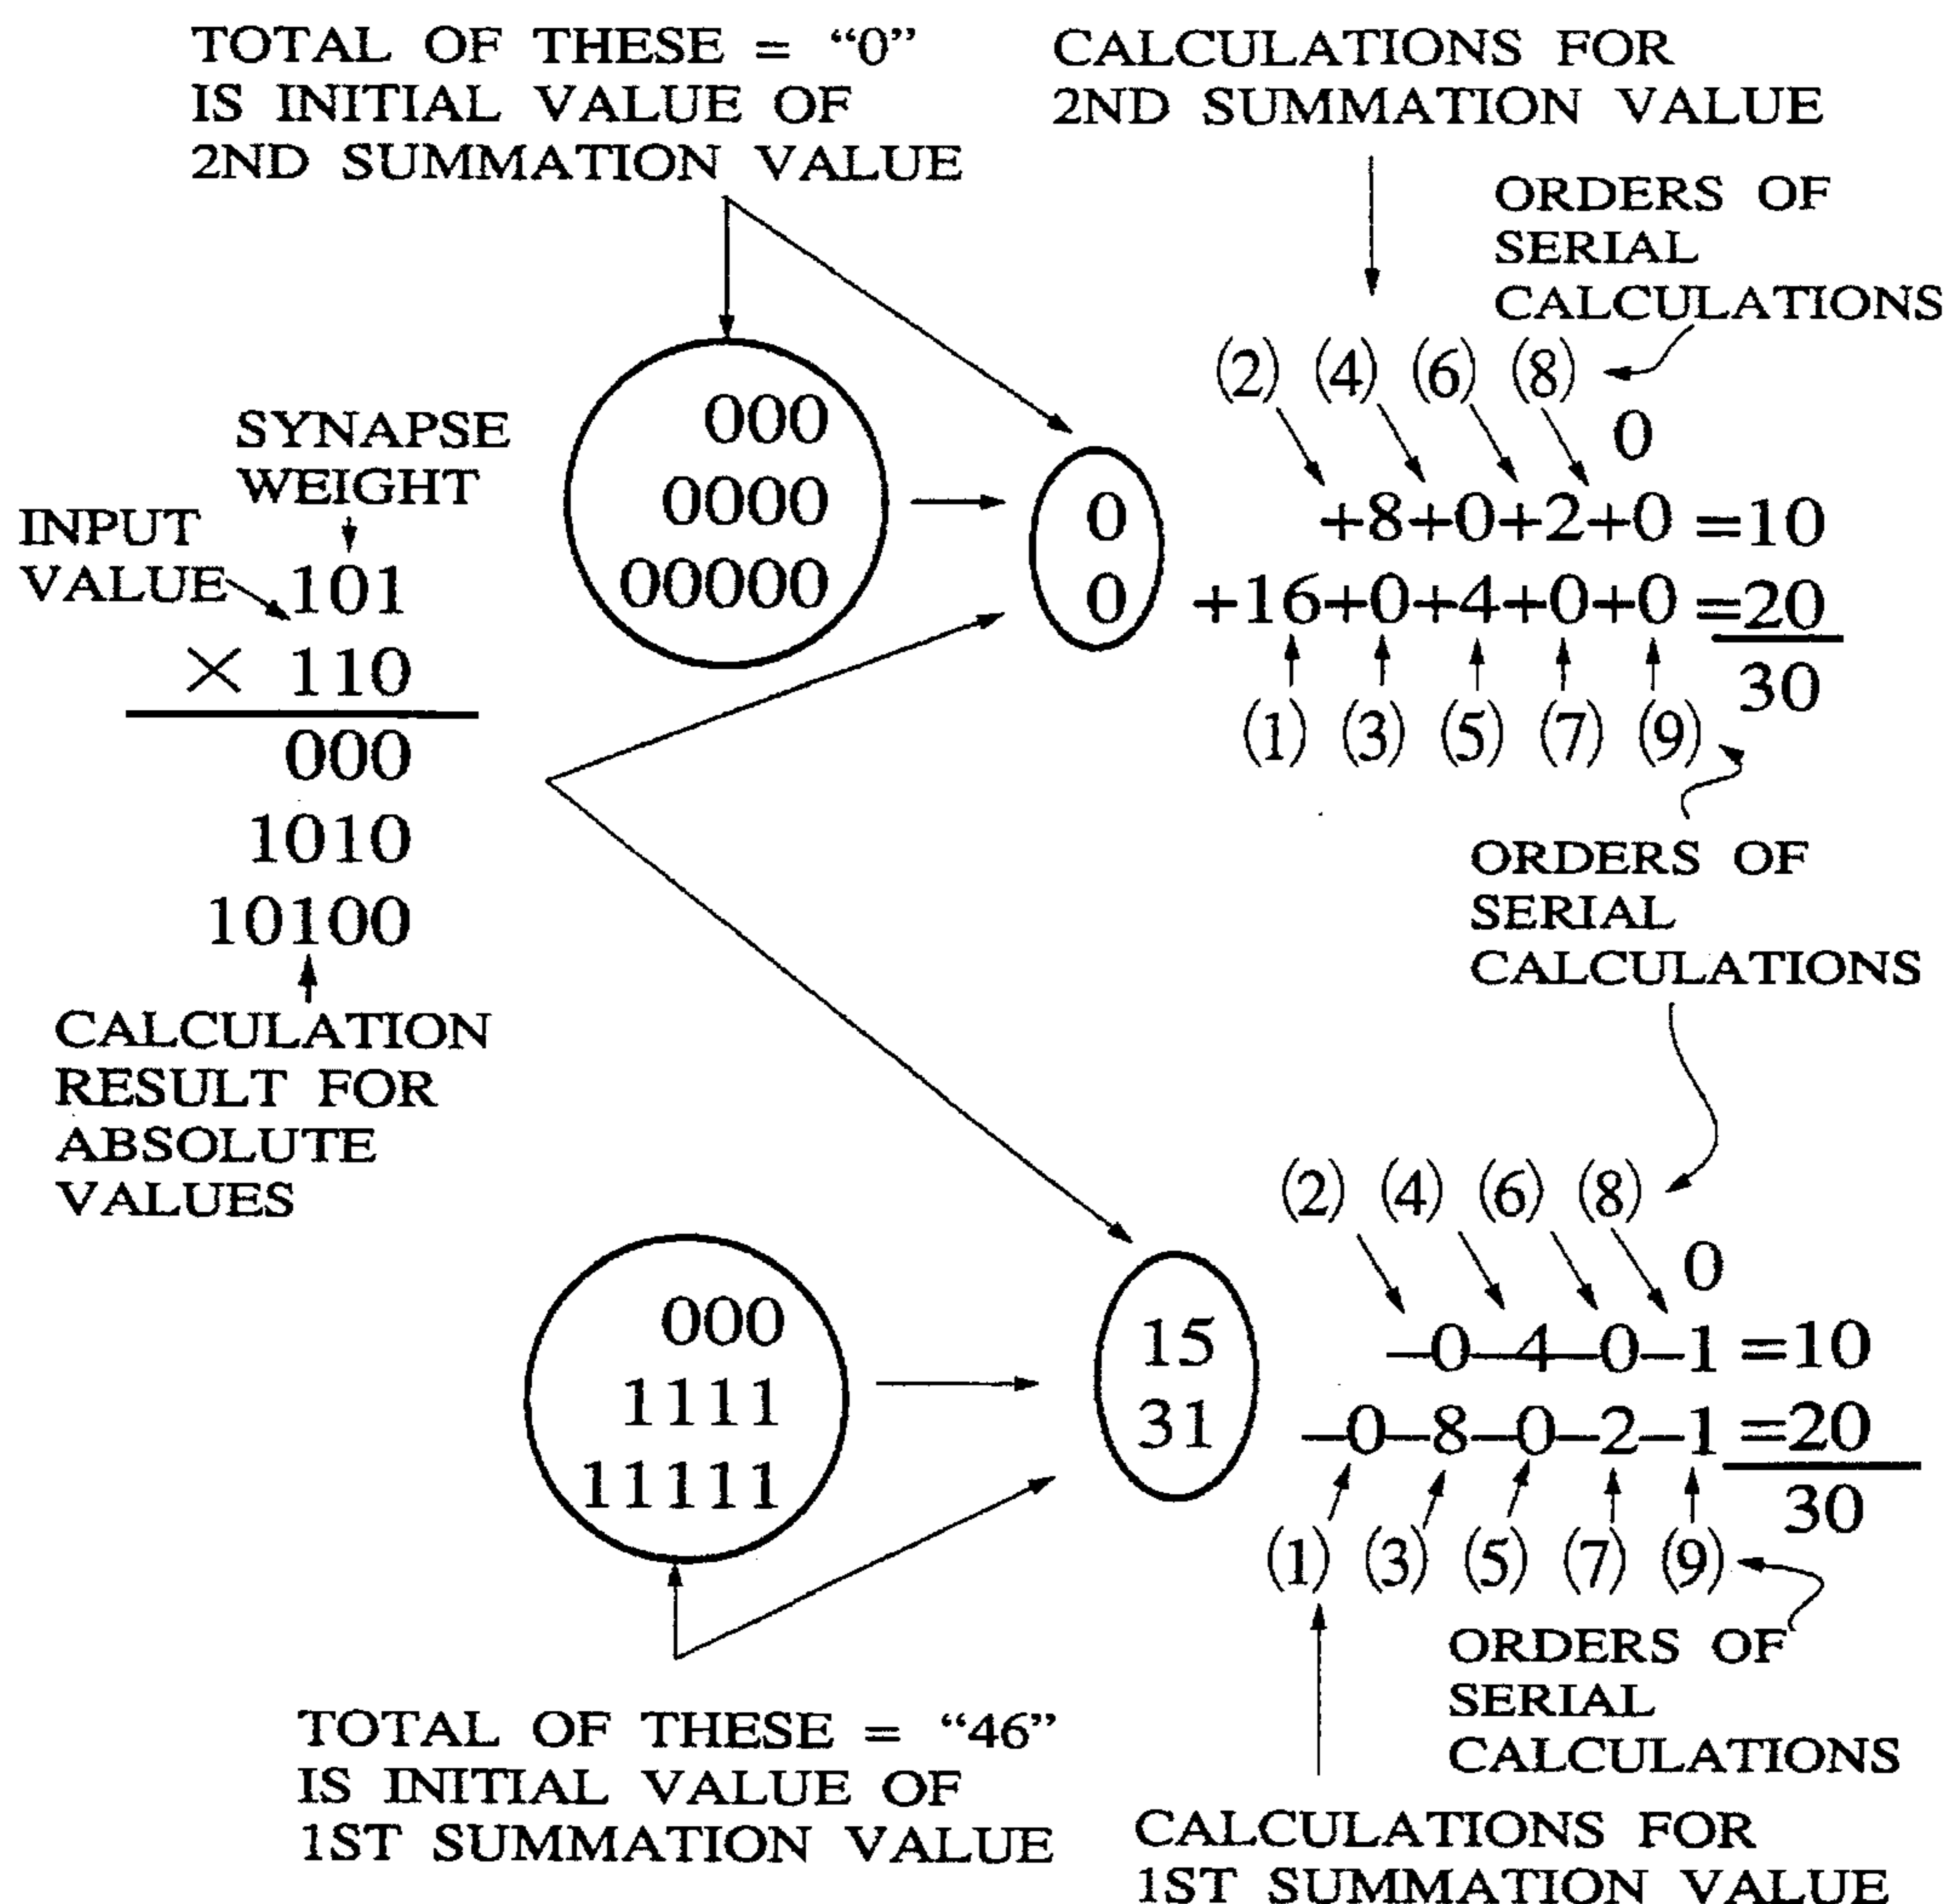 TOTAL OF THESE = “0”
IS INITIAL VALUE OF
2ND SUMMATION VALUE
CALCULATIONS FOR
2ND SUMMATION VALUE
ORDERS OF
SERIAL
CALCULATIONS
(2) (4) (6) (8)
0
+8+0+2+0 =10
+16+0+4+0+0 =20
30
(1) (3) (5) (7) (9)
000
0000
00000
0
0
SYNAPSE
WEIGHT
INPUT
VALUE
101
× 110
000
1010
10100
CALCULATION
RESULT FOR
ABSOLUTE
VALUES
ORDERS OF
SERIAL
CALCULATIONS
(2) (4) (6) (8)
0
000
1111
11111
15
31
–0–4–0–1 =10
–0–8–0–2–1 =20
30
(1) (3) (5) (7) (9)
ORDERS OF
SERIAL
CALCULATIONS
TOTAL OF THESE = “46”
IS INITIAL VALUE OF
1ST SUMMATION VALUE
CALCULATIONS FOR
1ST SUMMATION VALUE